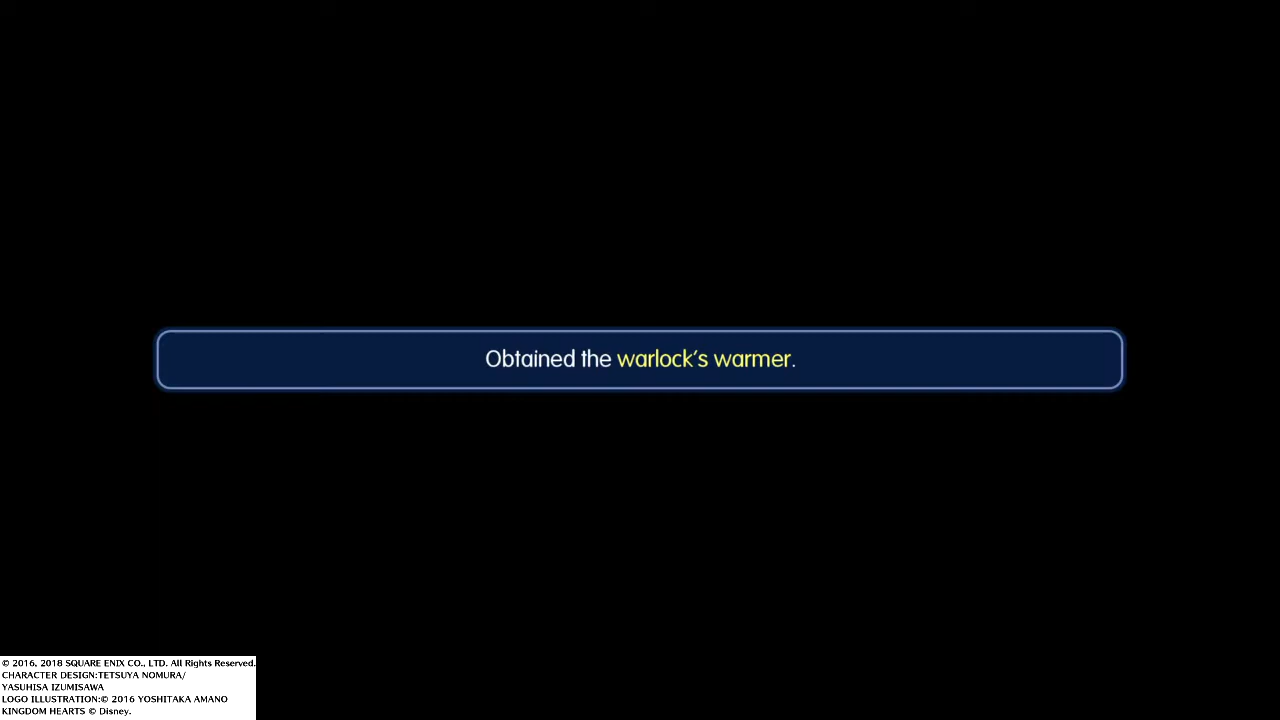 Obtained the warlock's warmer.
© 2016, 2018 SQUARE ENIX CO., LTD. All Rights Reserved.
CHARACTER DESIGN:TETSUYA NOMURA/
YASUHISA IZUMISAWA
LOGO ILLUSTRATION:© 2016 YOSHITAKA AMANO
KINGDOM HEARTS © Disney.